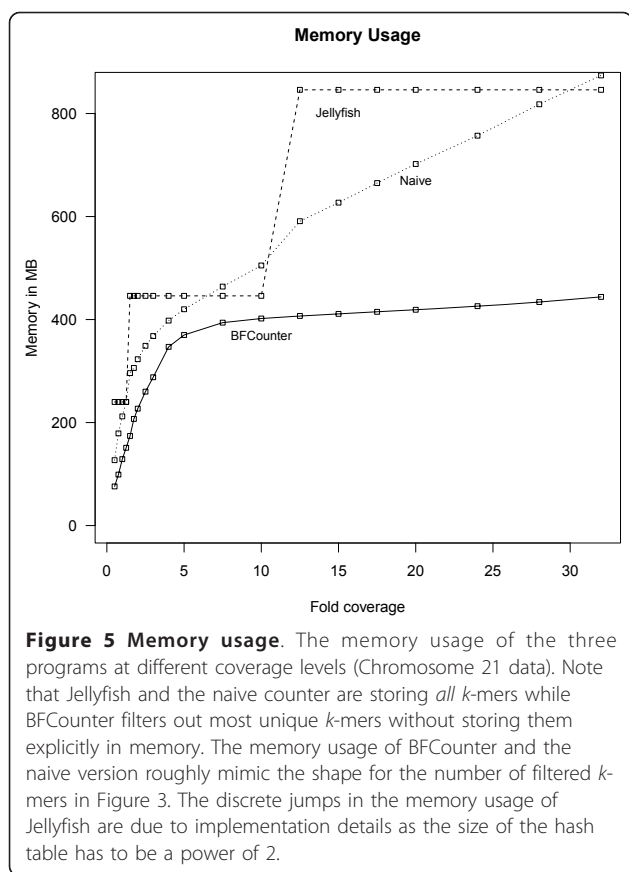 Memory Usage
800
600
400
200
0
Memory in MB
Jellyfish
Naive
BFCounter
0 5 10 15 20 25 30
Fold coverage
Figure 5 Memory usage. The memory usage of the three
programs at different coverage levels (Chromosome 21 data). Note
that Jellyfish and the naive counter are storing all k-mers while
BFCounter filters out most unique k-mers without storing them
explicitly in memory. The memory usage of BFCounter and the
naive version roughly mimic the shape for the number of filtered k-
mers in Figure 3. The discrete jumps in the memory usage of
Jellyfish are due to implementation details as the size of the hash
table has to be a power of 2.